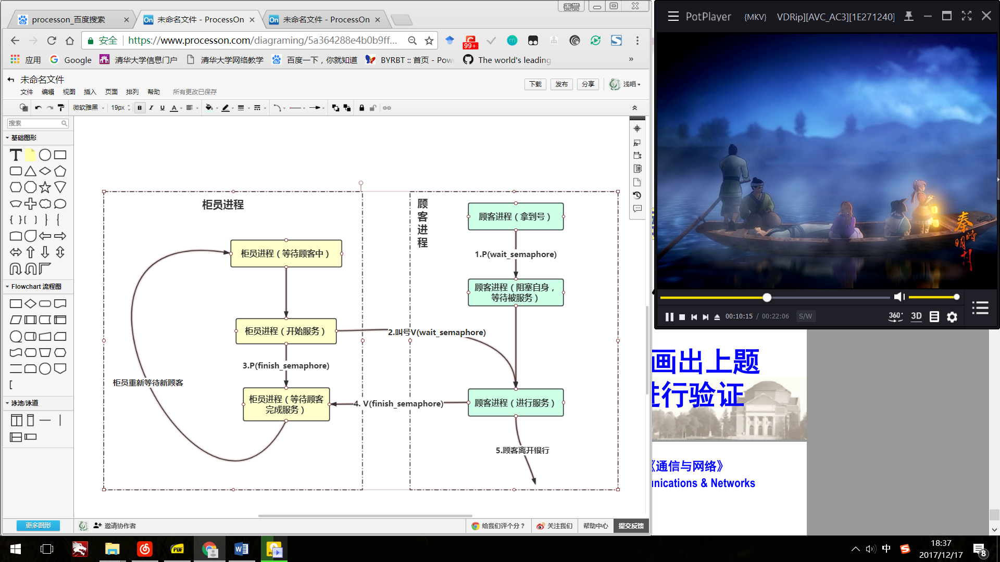 善誉
processon_百度搜索
On 未命名文件 - ProcessOn
On 未命名文件 - ProcessOn
安全 https://www.processon.com/diagraming/5a364288e4b0b9ff...
99+
应用
Google
清华大学信息门户
清华大学网络教学
百度一下，你就知道
BYRBT :: 首页 - Pow
The world's leading
»
未命名文件
文件 编辑 视图 插入 页面 排列 帮助 所有更改已保存
下载 发布 分享 浅唱
微软雅黑 19px B I U A
搜索
基础图形
Flowchart 流程图
泳池/泳道
更多图形
柜员进程
柜员进程（等待顾客中）
柜员进程（开始服务）
3.P(finish_semaphore)
柜员重新等待新顾客
柜员进程（等待顾客
完成服务）
2.叫号V(wait_semaphore)
4. V(finish_semaphore)
顾
客
进
程
顾客进程（拿到号）
1.P(wait_semaphore)
顾客进程（阻塞自身，
等待被服务）
顾客进程（进行服务）
5.顾客离开银行
邀请协作者
给我们评个分？ 关注我们 帮助中心 提交反馈
PotPlayer {MKV} VDRip][AVC_AC3][1E271240]
秦時明月
00:10:15 / 00:22:06 S/W
360° 3D
画出上题
进行验证
《通信与网络》
nications & Networks
PDF
中
18:37
2017/12/17
8